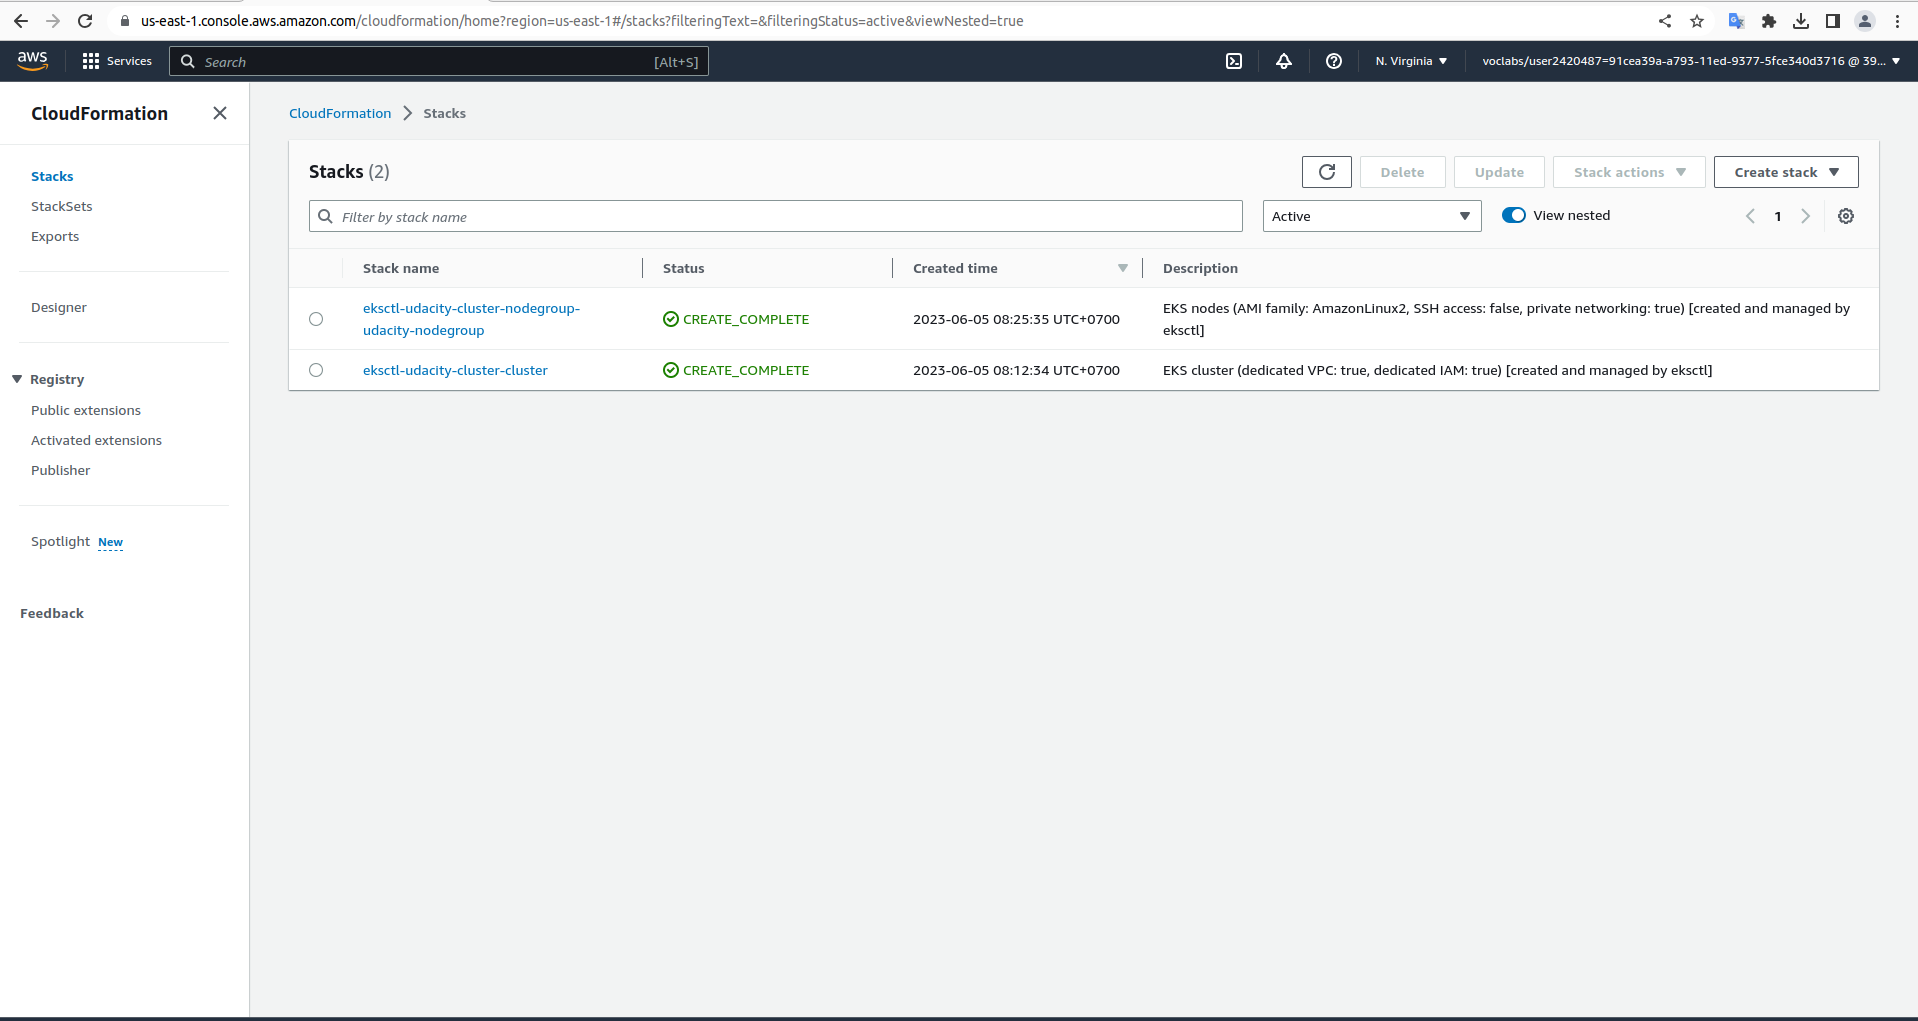 us-east-1.console.aws.amazon.com/cloudformation/home?region=us-east-1#/stacks?filteringText=&filteringStatus=active&viewNested=true
aws Services Search [Alt+S] N. Virginia voclabs/user2420487=91cea39a-a793-11ed-9377-5fce340d3716 @ 39...
CloudFormation
Stacks
StackSets
Exports
Designer
Registry
Public extensions
Activated extensions
Publisher
Spotlight New
Feedback
CloudFormation Stacks
Stacks (2) Delete Update Stack actions Create stack
Filter by stack name Active View nested 1
Stack name Status Created time Description
eksctl-udacity-cluster-nodegroup-
udacity-nodegroup
CREATE_COMPLETE
2023-06-05 08:25:35 UTC+0700
EKS nodes (AMI family: AmazonLinux2, SSH access: false, private networking: true) [created and managed by
eksctl]
eksctl-udacity-cluster-cluster CREATE_COMPLETE 2023-06-05 08:12:34 UTC+0700 EKS cluster (dedicated VPC: true, dedicated IAM: true) [created and managed by eksctl]